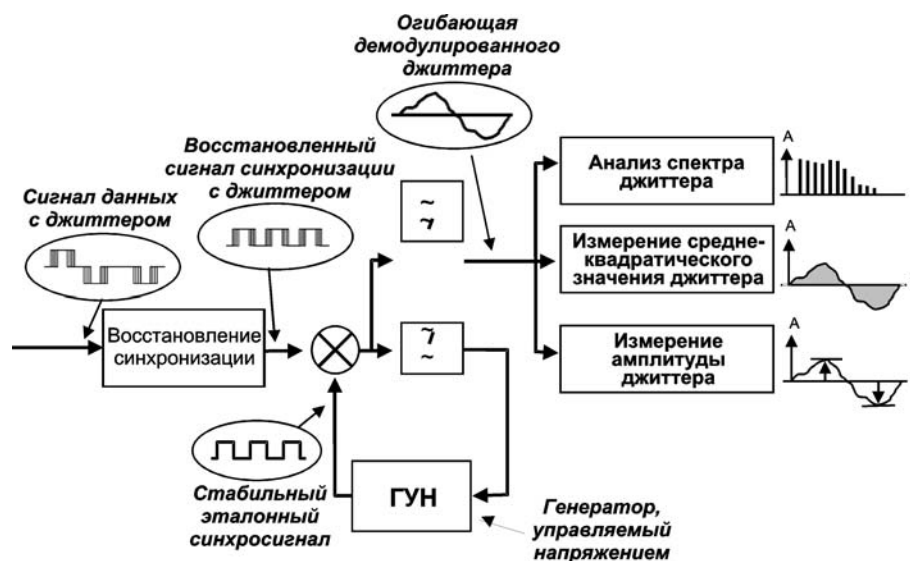 Огибающая
демодулированного
джиттера
Восстановленный
сигнал синхронизации
с джиттером
Сигнал данных
с джиттером
Восстановление
синхронизации
~
~
~
~
Анализ спектра
джиттера
A
Измерение средне-
квадратического
значения джиттера
A
Измерение
амплитуды
джиттера
A
Стабильный
эталонный
синхросигнал
ГУН
Генератор,
управляемый
напряжением